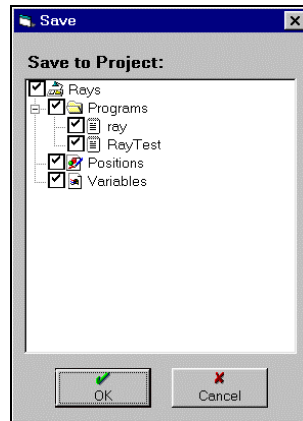 Save
Save to Project:
Rays
Programs
ray
RayTest
Positions
Variables
OK
Cancel